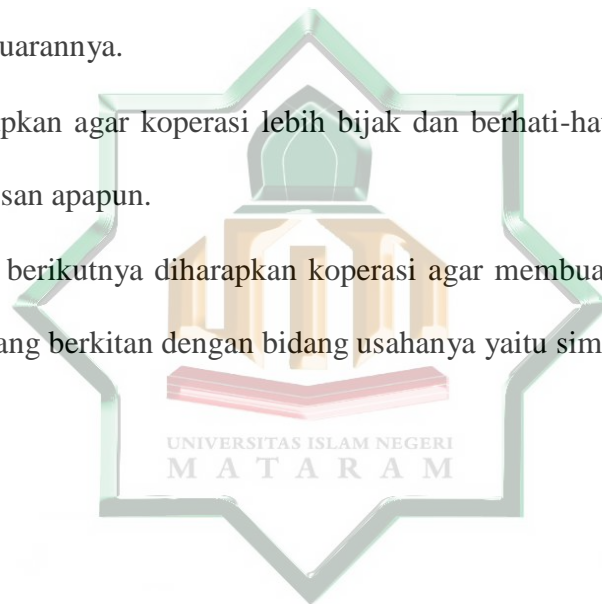 uarannya.
pkan agar koperasi lebih bijak dan berhati-ha
san apapun.
berikutnya diharapkan koperasi agar membua
ang berkitan dengan bidang usahanya yaitu sim
UNIVERSITAS ISLAM NEGERI
MATARAM